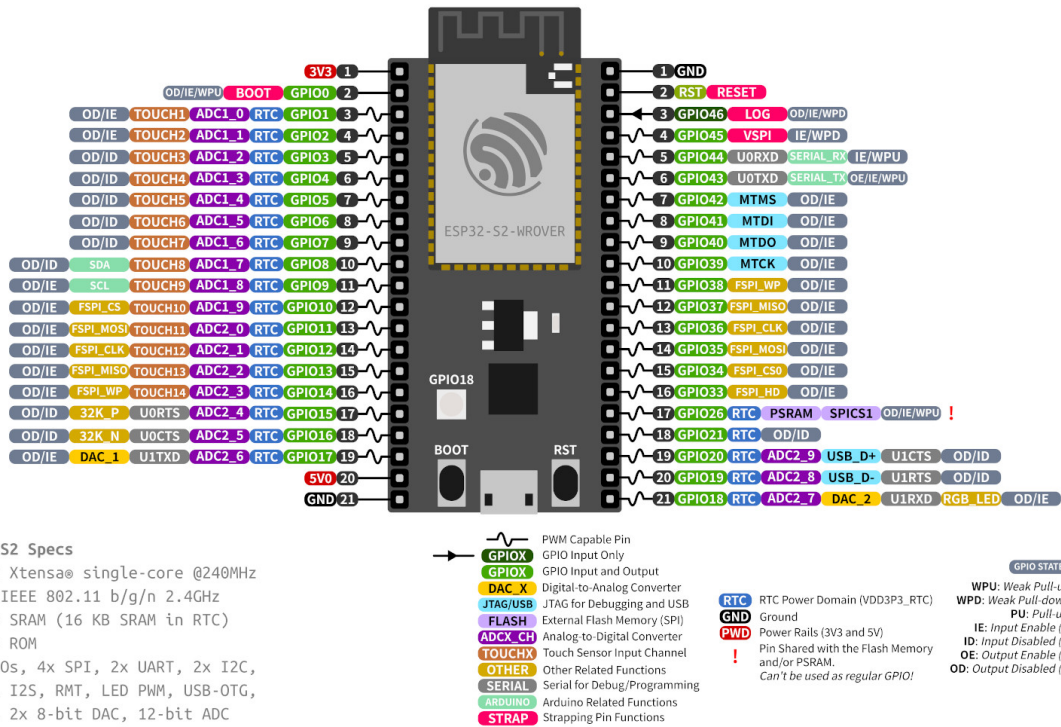 3V3 1
OD/IE/WPU BOOT GPIO0 2
OD/IE TOUCH1 ADC1_0 RTC GPIO1 3
OD/IE TOUCH2 ADC1_1 RTC GPIO2 4
OD/ID TOUCH3 ADC1_2 RTC GPIO3 5
OD/ID TOUCH4 ADC1_3 RTC GPIO4 6
OD/ID TOUCH5 ADC1_4 RTC GPIO5 7
OD/ID TOUCH6 ADC1_5 RTC GPIO6 8
OD/ID TOUCH7 ADC1_6 RTC GPIO7 9
OD/ID SDA TOUCH8 ADC1_7 RTC GPIO8 10
OD/IE SCL TOUCH9 ADC1_8 RTC GPIO9 11
OD/IE FSPI_CS TOUCH10 ADC1_9 RTC GPIO10 12
OD/IE FSPI_MOSI TOUCH11 ADC2_0 RTC GPIO11 13
OD/IE FSPI_CLK TOUCH12 ADC2_1 RTC GPIO12 14
OD/IE FSPI_MISO TOUCH13 ADC2_2 RTC GPIO13 15
OD/IE FSPI_WP TOUCH14 ADC2_3 RTC GPIO14 16
OD/ID 32K_P U0RTS ADC2_4 RTC GPIO15 17
OD/ID 32K_N U0CTS ADC2_5 RTC GPIO16 18
OD/IE DAC_1 U1TXD ADC2_6 RTC GPIO17 19
5V0 20
GND 21
ESP32-S2-WROVER
GPIO18
BOOT RST
1 GND
2 RST RESET
3 GPIO46 LOG OD/IE/WPD
4 GPIO45 VSPI IE/WPD
5 GPIO44 U0RXD SERIAL_RX IE/WPU
6 GPIO43 U0TXD SERIAL_TX OE/IE/WPU
7 GPIO42 MTMS OD/IE
8 GPIO41 MTDI OD/IE
9 GPIO40 MTDO OD/IE
10 GPIO39 MTCK OD/IE
11 GPIO38 FSPI_WP OD/IE
12 GPIO37 FSPI_MISO OD/IE
13 GPIO36 FSPI_CLK OD/IE
14 GPIO35 FSPI_MOSI OD/IE
15 GPIO34 FSPI_CS0 OD/IE
16 GPIO33 FSPI_HD OD/IE
17 GPIO26 RTC PSRAM SPICS1 OD/IE/WPU !
18 GPIO21 RTC OD/ID
19 GPIO20 RTC ADC2_9 USB_D+ U1CTS OD/ID
20 GPIO19 RTC ADC2_8 USB_D- U1RTS OD/ID
21 GPIO18 RTC ADC2_7 DAC_2 U1RXD RGB_LED OD/IE
S2 Specs
Xtensa® single-core @240MHz
IEEE 802.11 b/g/n 2.4GHz
SRAM (16 KB SRAM in RTC)
ROM
Os, 4x SPI, 2x UART, 2x I2C,
I2S, RMT, LED PWM, USB-OTG,
2x 8-bit DAC, 12-bit ADC
PWM Capable Pin
GPIOX GPIO Input Only
GPIOX GPIO Input and Output
DAC_X Digital-to-Analog Converter
JTAG/USB JTAG for Debugging and USB
FLASH External Flash Memory (SPI)
ADCX_CH Analog-to-Digital Converter
TOUCHX Touch Sensor Input Channel
OTHER Other Related Functions
SERIAL Serial for Debug/Programming
ARDUINO Arduino Related Functions
STRAP Strapping Pin Functions
RTC RTC Power Domain (VDD3P3_RTC)
GND Ground
PWD Power Rails (3V3 and 5V)
! Pin Shared with the Flash Memory
and/or PSRAM.
Can't be used as regular GPIO!
GPIO STATE
WPU: Weak Pull-u
WPD: Weak Pull-dow
PU: Pull-u
IE: Input Enable (
ID: Input Disabled (
OE: Output Enable (
OD: Output Disabled (